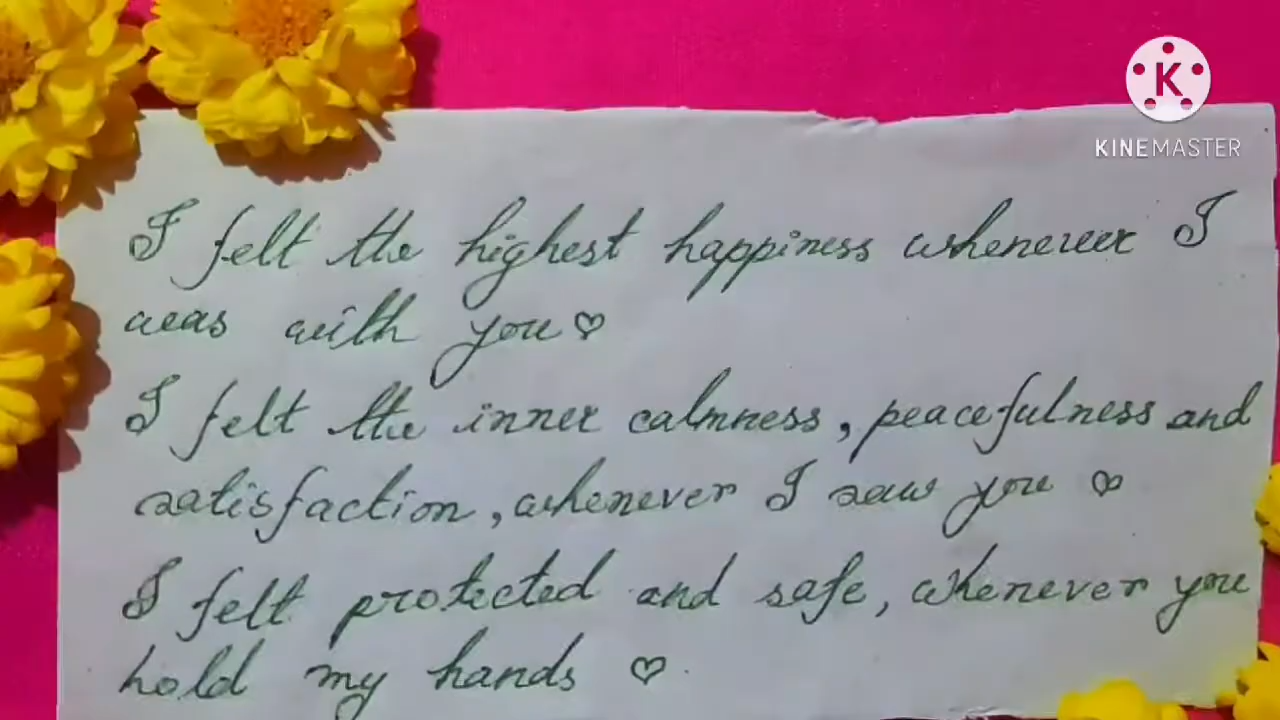 K
KINEMASTER
I felt the highest happiness whenever I
was with you♡
I felt the inner calmness, peacefulness and
satisfaction, whenever I saw you ♡
I felt protected and safe, whenever you
hold my hands ♡.